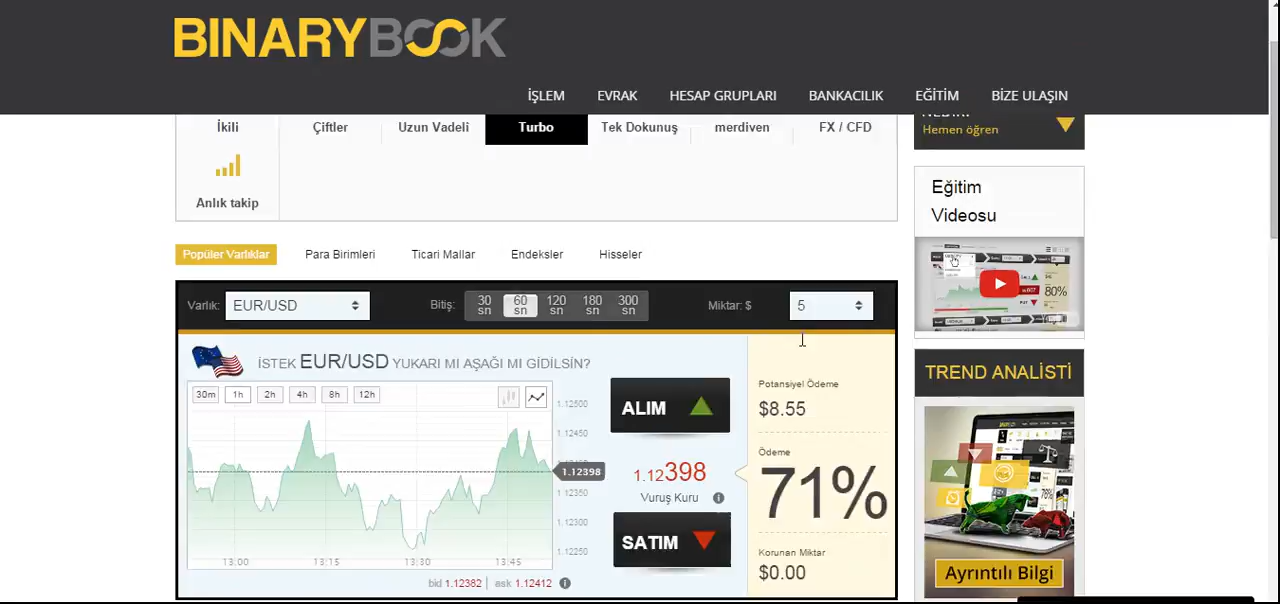 BINARYBOOK
İŞLEM EVRAK HESAP GRUPLARI BANKACILIK EĞİTİM BİZE ULAŞIN
İkili Çiftler Uzun Vadeli Turbo Tek Dokunuş merdiven FX / CFD
Anlık takip
Hemen öğren
Eğitim
Videosu
Popüler Varlıklar Para Birimleri Ticari Mallar Endeksler Hisseler
Varlık: EUR/USD Bitiş: 30 sn 60 sn 120 sn 180 sn 300 sn Miktar: $ 5
İSTEK EUR/USD YUKARI MI AŞAĞI MI GİDİLSİN?
30m 1h 2h 4h 8h 12h
1.12500
1.12450
1.12398
1.12350
1.12300
1.12250
13:00 13:15 13:30 13:45
bid 1.12382 | ask 1.12412
ALIM
1.12398
Vuruş Kuru
SATIM
Potansiyel Ödeme
$8.55
Ödeme
71%
Korunan Miktar
$0.00
80%
TREND ANALİSTİ
78%
Ayrıntılı Bilgi